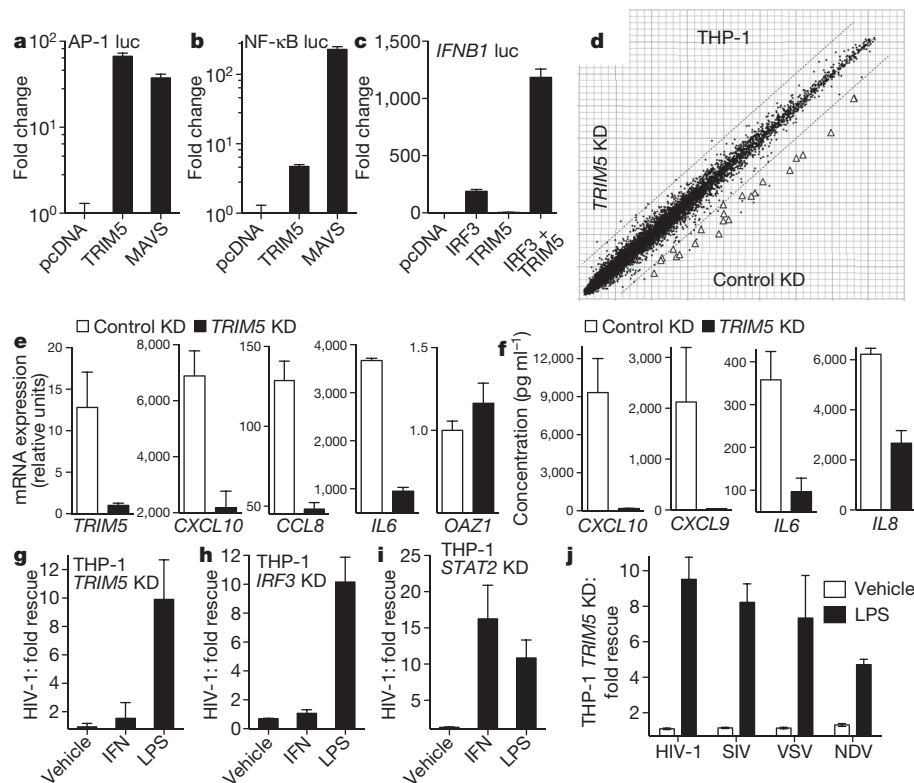 a AP-1 luc
10²
10¹
10⁰
Fold change
pcDNA
TRIM5
MAVS
b NF-κB luc
10²
10¹
10⁰
Fold change
pcDNA
TRIM5
MAVS
c IFNB1 luc
1,500
1,000
500
0
Fold change
pcDNA
IRF3
TRIM5
IRF3 +
TRIM5
d THP-1
TRIM5 KD
Control KD
e Control KD TRIM5 KD Control KD TRIM5 KD
mRNA expression
(relative units)
20
15
10
5
0
TRIM5
8,000
6,000
4,000
2,000
CXCL10
150
100
50
CCL8
4,000
3,000
2,000
1,000
IL6
1.5
1.0
OAZ1
f Control KD TRIM5 KD
Concentration (pg ml⁻¹)
12,000
9,000
6,000
3,000
0
CXCL10
3,000
2,000
1,000
0
CXCL9
400
300
200
100
IL6
6,000
4,000
2,000
0
IL8
g THP-1
TRIM5 KD
HIV-1: fold rescue
12
10
8
6
4
2
Vehicle
IFN
LPS
h THP-1
IRF3 KD
HIV-1: fold rescue
12
10
8
6
4
2
0
Vehicle
IFN
LPS
i THP-1
STAT2 KD
HIV-1: fold rescue
25
20
15
10
5
0
Vehicle
IFN
LPS
j
THP-1 TRIM5 KD:
fold rescue
10
8
6
4
2
Vehicle
LPS
HIV-1
SIV
VSV
NDV